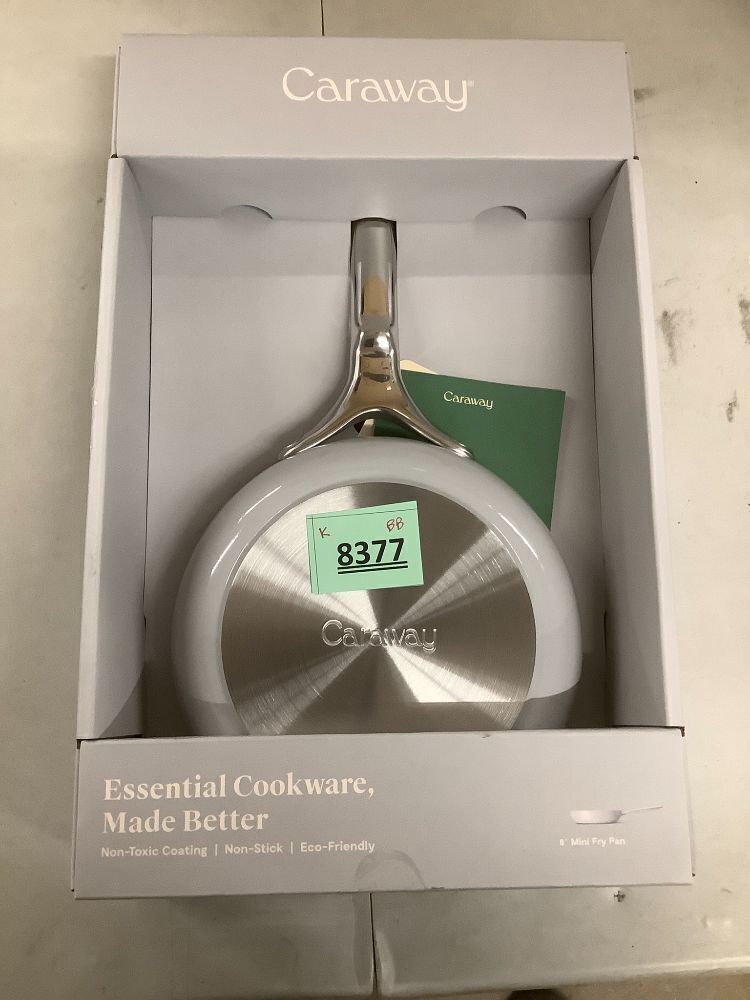 Caraway®
Caraway
K BB
8377
Caraway
Essential Cookware,
Made Better
Non-Toxic Coating | Non-Stick | Eco-Friendly
8" Mini Fry Pan